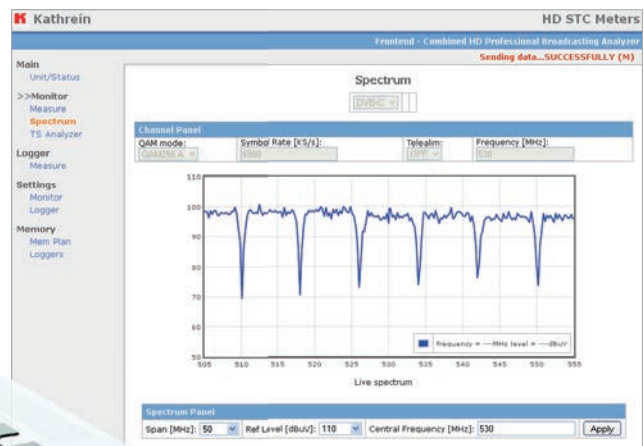 Kathrein
HD STC Meters
Frontend - Combined HD Professional Broadcasting Analyzer
Sending data...SUCCESSFULLY (M)
Main
Unit/Status
>>Monitor
Measure
Spectrum
TS Analyzer
Logger
Measure
Settings
Monitor
Logger
Memory
Mem Plan
Loggers
Spectrum
DVB-C
Channel Panel
QAM mode: Symbol Rate [KS/s]: Telealim: Frequency [MHz]:
QAM256 A 6900 OFF 530
110
100
90
80
70
60
50
505 510 515 520 525 530 535 540 545 550 555
Frequency = ---MHz level = ---dBuV
Live spectrum
Spectrum Panel
Span [MHz]: 50 Ref Level [dBuV]: 110 Central Frequency [MHz]: 530 Apply